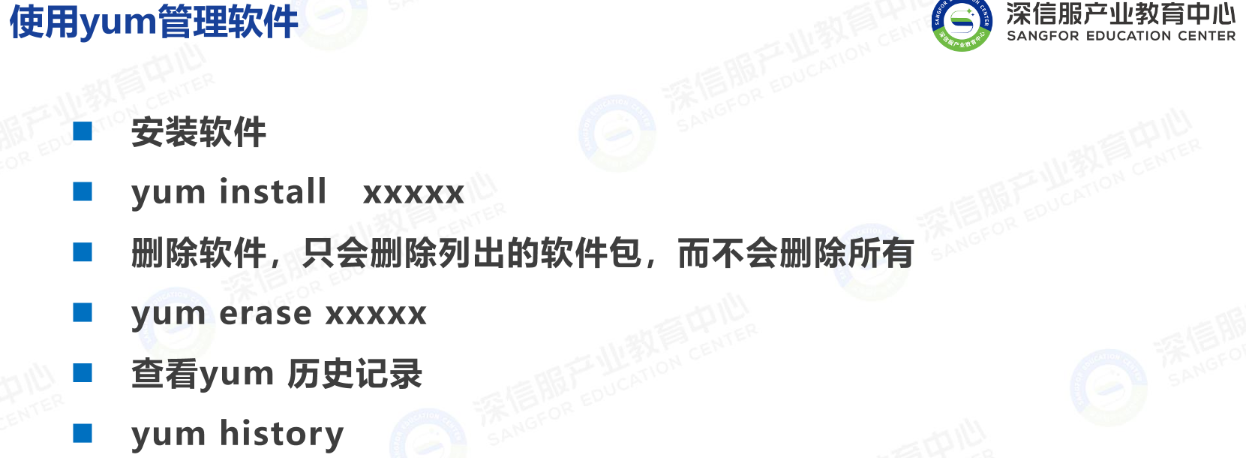 使用yum管理软件
深信服产业教育中心
SANGFOR EDUCATION CENTER
安装软件
yum install xxxxx
删除软件，只会删除列出的软件包，而不会删除所有
yum erase xxxxx
查看yum 历史记录
yum history